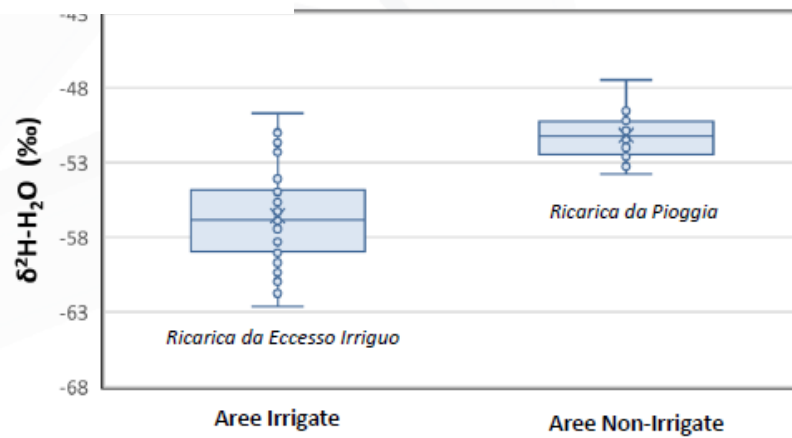 -43
-48
-53
-58
-63
-68
δ²H-H₂O (‰)
Ricarica da Pioggia
Ricarica da Eccesso Irriguo
Aree Irrigate
Aree Non-Irrigate